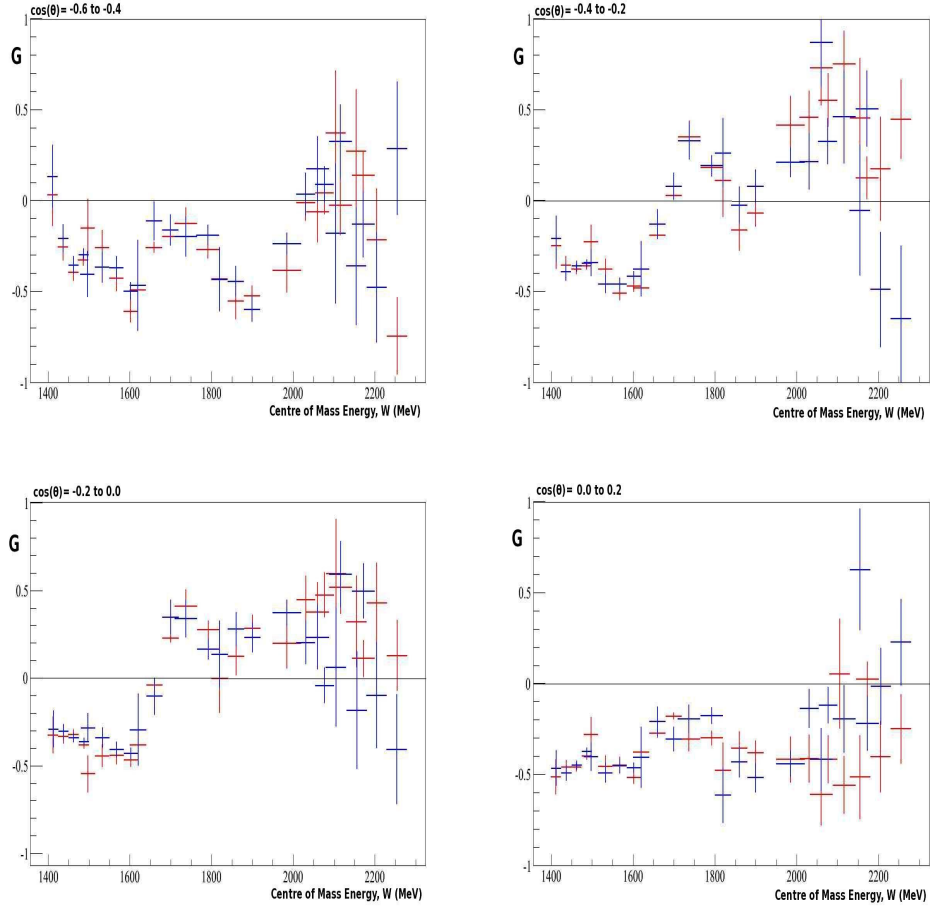 cos(θ)= -0.6 to -0.4
1
G
0.5
0
-0.5
-1
1400 1600 1800 2000 2200
Centre of Mass Energy, W (MeV)
cos(θ)= -0.4 to -0.2
1
G
0.5
0
-0.5
-1
1400 1600 1800 2000 2200
Centre of Mass Energy, W (MeV)
cos(θ)= -0.2 to 0.0
1
G
0.5
0
-0.5
-1
1400 1600 1800 2000 2200
Centre of Mass Energy, W (MeV)
cos(θ)= 0.0 to 0.2
1
G
0.5
0
-0.5
-1
1400 1600 1800 2000 2200
Centre of Mass Energy, W (MeV)